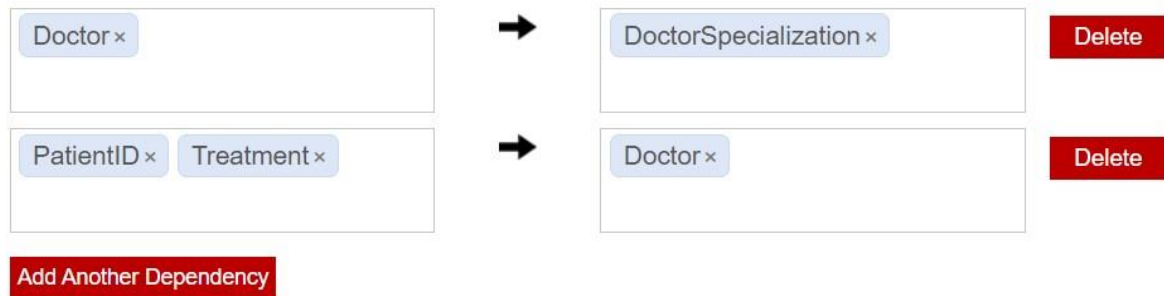 Doctor × DoctorSpecialization × Delete
PatientID × Treatment × Doctor × Delete
Add Another Dependency